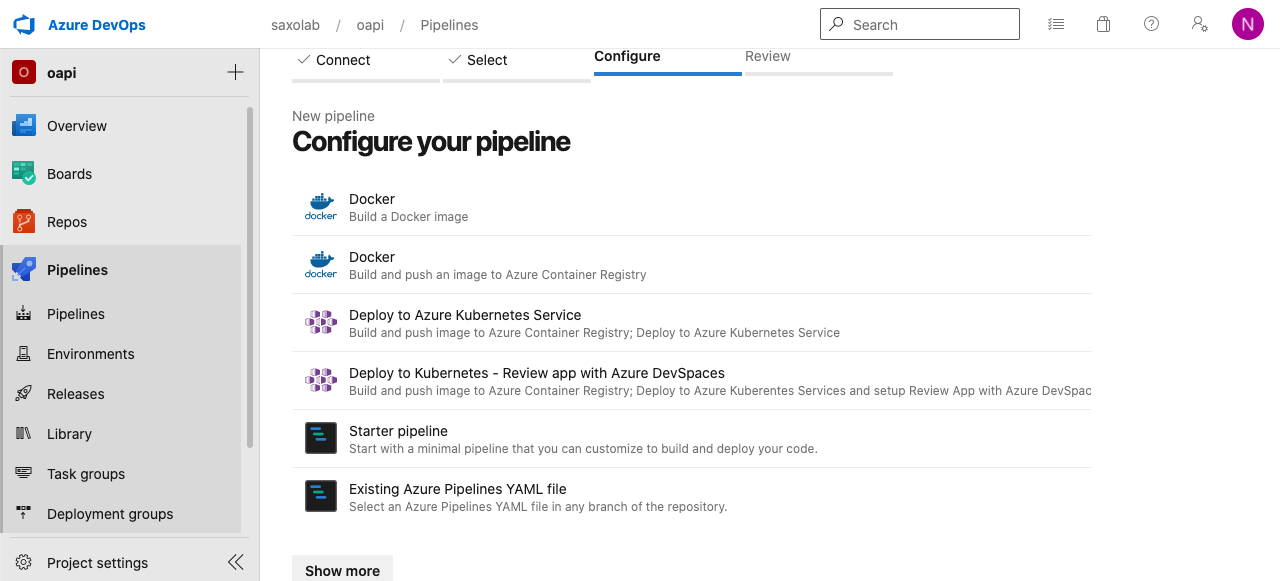 Azure DevOps
saxolab / oapi / Pipelines
Search
N
O oapi
Overview
Boards
Repos
Pipelines
Pipelines
Environments
Releases
Library
Task groups
Deployment groups
Project settings
Connect
Select
Configure
Review
New pipeline
Configure your pipeline
docker
Docker
Build a Docker image
docker
Docker
Build and push an image to Azure Container Registry
Deploy to Azure Kubernetes Service
Build and push image to Azure Container Registry; Deploy to Azure Kubernetes Service
Deploy to Kubernetes - Review app with Azure DevSpaces
Build and push image to Azure Container Registry; Deploy to Azure Kuberentes Services and setup Review App with Azure DevSpac
Starter pipeline
Start with a minimal pipeline that you can customize to build and deploy your code.
Existing Azure Pipelines YAML file
Select an Azure Pipelines YAML file in any branch of the repository.
Show more